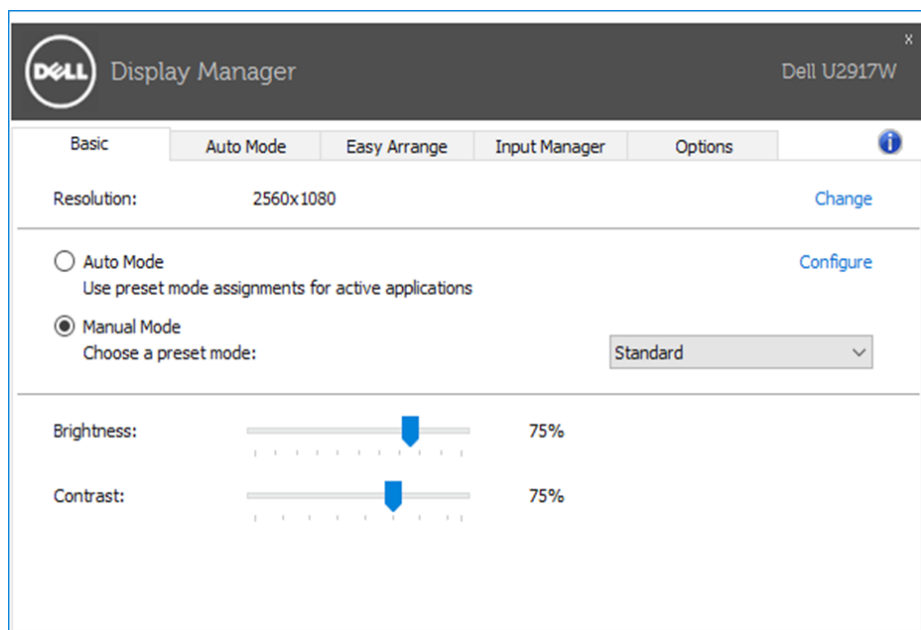 x
DELL Display Manager Dell U2917W
Basic Auto Mode Easy Arrange Input Manager Options i
Resolution: 2560x1080 Change
Auto Mode Configure
Use preset mode assignments for active applications
Manual Mode
Choose a preset mode: Standard
Brightness: 75%
Contrast: 75%